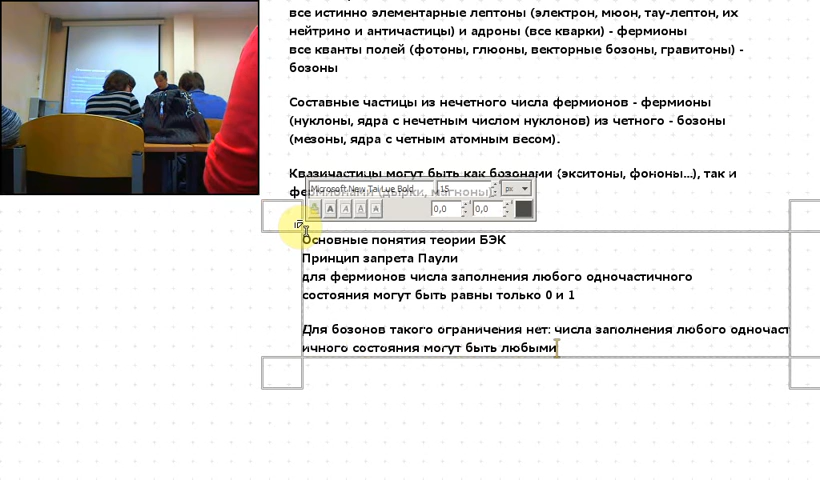 все истинно элементарные лептоны (электрон, мюон, тау-лептон, их
нейтрино и античастицы) и адроны (все кварки) - фермионы
все кванты полей (фотоны, глюоны, векторные бозоны, гравитоны) -
бозоны
Составные частицы из нечетного числа фермионов - фермионы
(нуклоны, ядра с нечетным числом нуклонов) из четного - бозоны
(мезоны, ядра с четным атомным весом).
Квазичастицы могут быть как бозонами (экситоны, фононы...), так и
фермионами (дырки, магноны)
Microsoft New Tai Lue Bold 15 px
A A A A
0,0 0,0
Основные понятия теории БЭК
Принцип запрета Паули
для фермионов числа заполнения любого одночастичного
состояния могут быть равны только 0 и 1
Для бозонов такого ограничения нет: числа заполнения любого одночаст
ичного состояния могут быть любыми